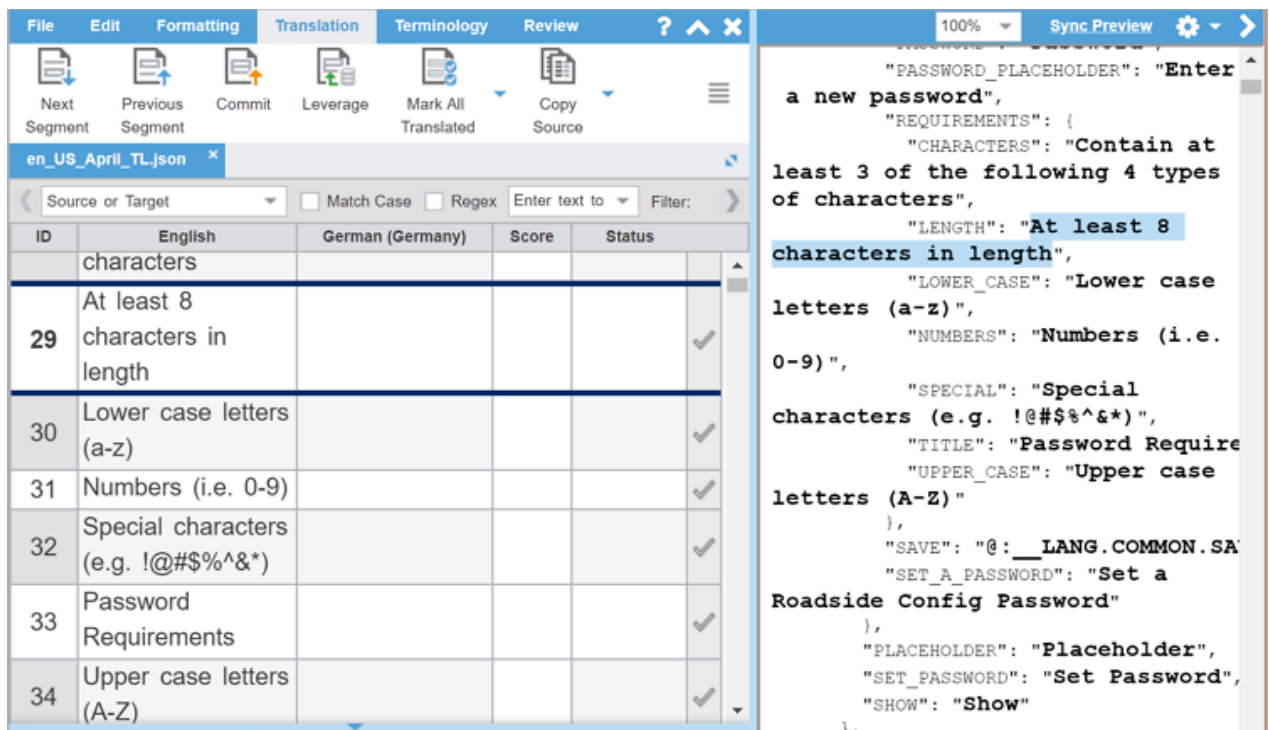 File Edit Formatting Translation Terminology Review ?
Next Segment
Previous Segment
Commit
Leverage
Mark All Translated
Copy Source
en_US_April_TL.json ×
Source or Target Match Case Regex Enter text to Filter:
ID English German (Germany) Score Status
characters
29 At least 8
characters in
length
30 Lower case letters
(a-z)
31 Numbers (i.e. 0-9)
32 Special characters
(e.g. !@#$%^&*)
33 Password
Requirements
34 Upper case letters
(A-Z)
100% Sync Preview
"PASSWORD": "Password",
"PASSWORD_PLACEHOLDER": "Enter
a new password",
"REQUIREMENTS": {
"CHARACTERS": "Contain at
least 3 of the following 4 types
of characters",
"LENGTH": "At least 8
characters in length",
"LOWER_CASE": "Lower case
letters (a-z)",
"NUMBERS": "Numbers (i.e.
0-9)",
"SPECIAL": "Special
characters (e.g. !@#$%^&*)",
"TITLE": "Password Require
"UPPER_CASE": "Upper case
letters (A-Z)"
},
"SAVE": "@:__LANG.COMMON.SA
"SET_A_PASSWORD": "Set a
Roadside Config Password"
},
"PLACEHOLDER": "Placeholder",
"SET_PASSWORD": "Set Password",
"SHOW": "Show"
},